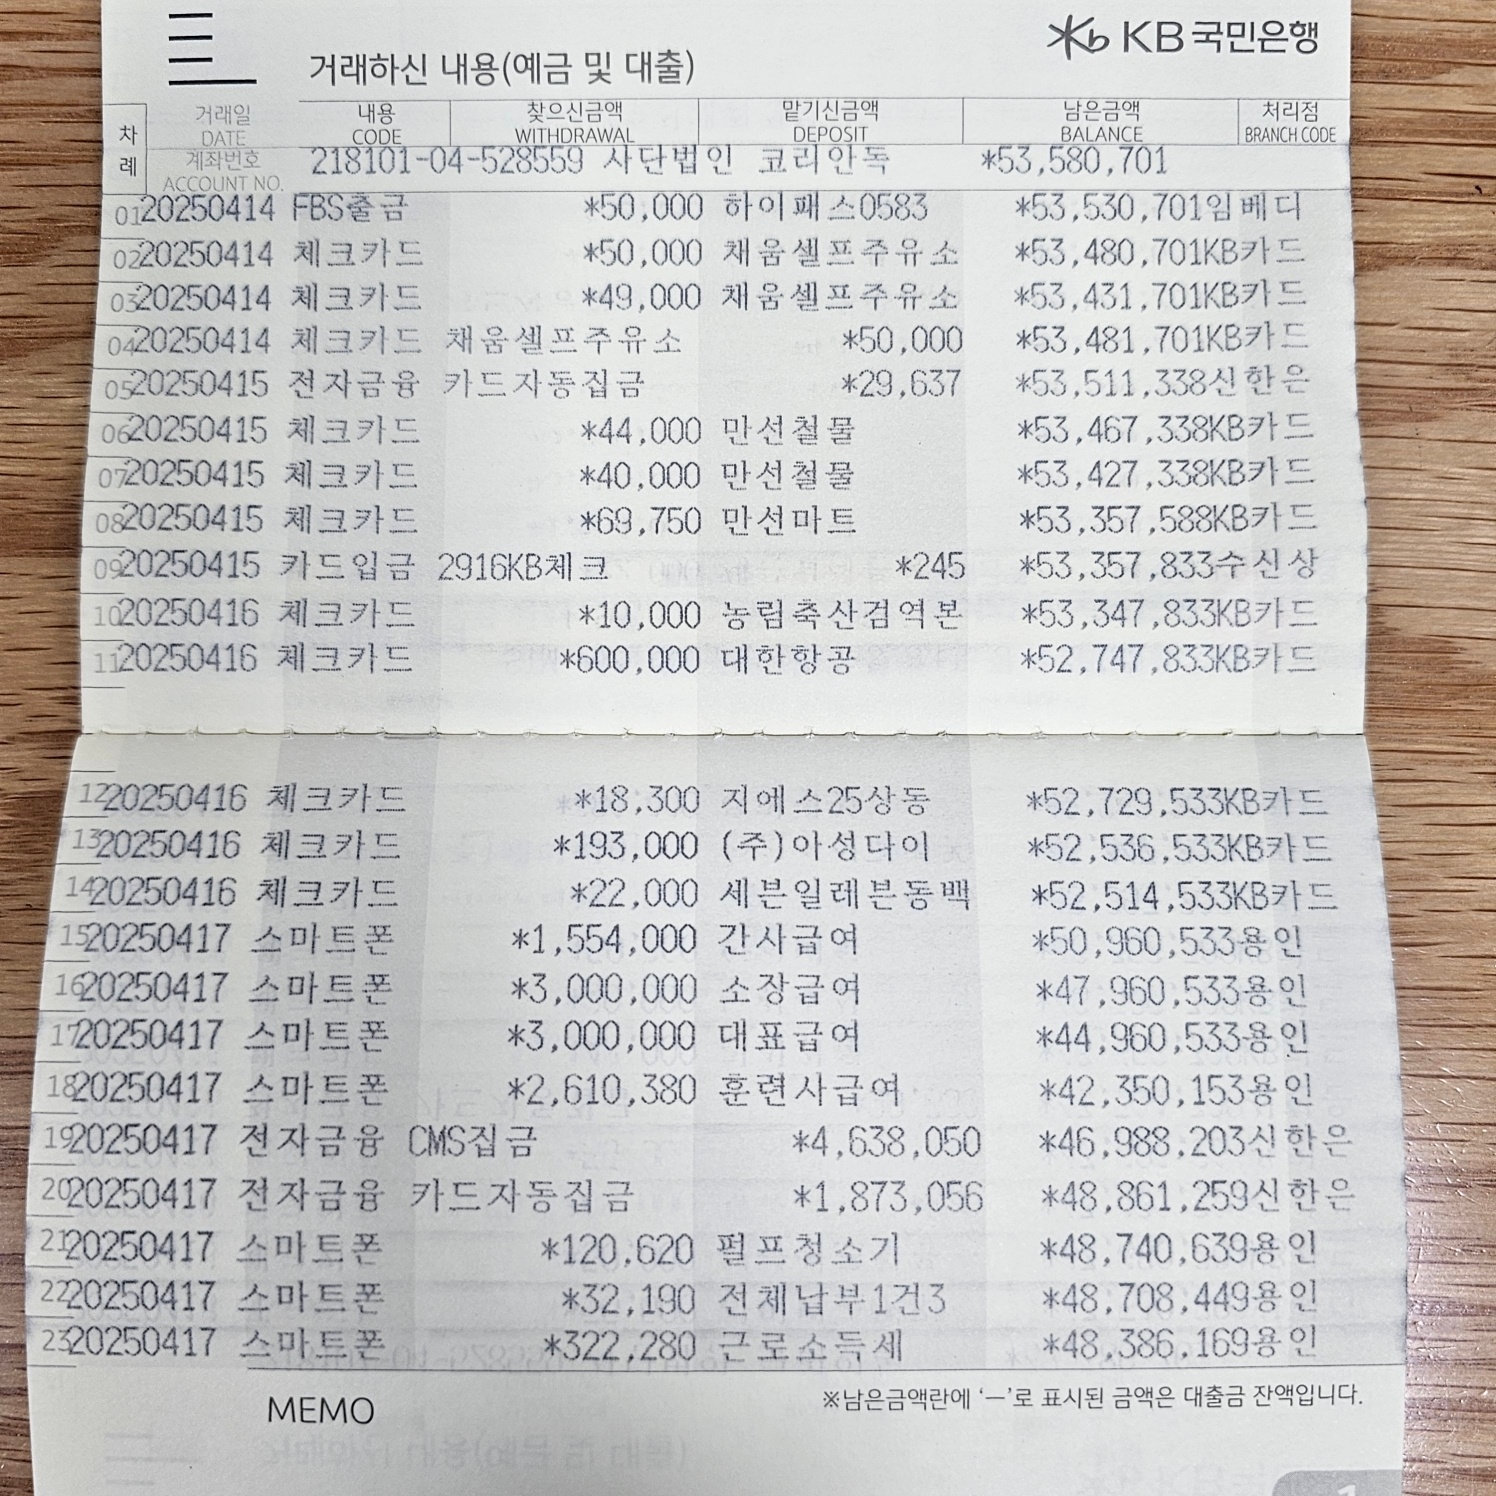 KB 국민은행
거래하신 내용(예금 및 대출)
차례 거래일 내용 찾으신금액 맡기신금액 남은금액 처리점
DATE CODE WITHDRAWAL DEPOSIT BALANCE BRANCH CODE
계좌번호 218101-04-528559 사단법인 코리안독 *53,580,701
ACCOUNT NO.
01 20250414 FBS출금 *50,000 하이패스0583 *53,530,701임베디
02 20250414 체크카드 *50,000 채움셀프주유소 *53,480,701KB카드
03 20250414 체크카드 *49,000 채움셀프주유소 *53,431,701KB카드
04 20250414 체크카드 채움셀프주유소 *50,000 *53,481,701KB카드
05 20250415 전자금융 카드자동집금 *29,637 *53,511,338신한은
06 20250415 체크카드 *44,000 만선철물 *53,467,338KB카드
07 20250415 체크카드 *40,000 만선철물 *53,427,338KB카드
08 20250415 체크카드 *69,750 만선마트 *53,357,588KB카드
09 20250415 카드입금 2916KB체크 *245 *53,357,833수신상
10 20250416 체크카드 *10,000 농림축산검역본 *53,347,833KB카드
11 20250416 체크카드 *600,000 대한항공 *52,747,833KB카드
12 20250416 체크카드 *18,300 지에스25상동 *52,729,533KB카드
13 20250416 체크카드 *193,000 (주)아성다이 *52,536,533KB카드
14 20250416 체크카드 *22,000 세븐일레븐동백 *52,514,533KB카드
15 20250417 스마트폰 *1,554,000 간사급여 *50,960,533용인
16 20250417 스마트폰 *3,000,000 소장급여 *47,960,533용인
17 20250417 스마트폰 *3,000,000 대표급여 *44,960,533용인
18 20250417 스마트폰 *2,610,380 훈련사급여 *42,350,153용인
19 20250417 전자금융 CMS집금 *4,638,050 *46,988,203신한은
20 20250417 전자금융 카드자동집금 *1,873,056 *48,861,259신한은
21 20250417 스마트폰 *120,620 펄프청소기 *48,740,639용인
22 20250417 스마트폰 *32,190 전체납부1건3 *48,708,449용인
23 20250417 스마트폰 *322,280 근로소득세 *48,386,169용인
※남은금액란에 '—'로 표시된 금액은 대출금 잔액입니다.
MEMO
1